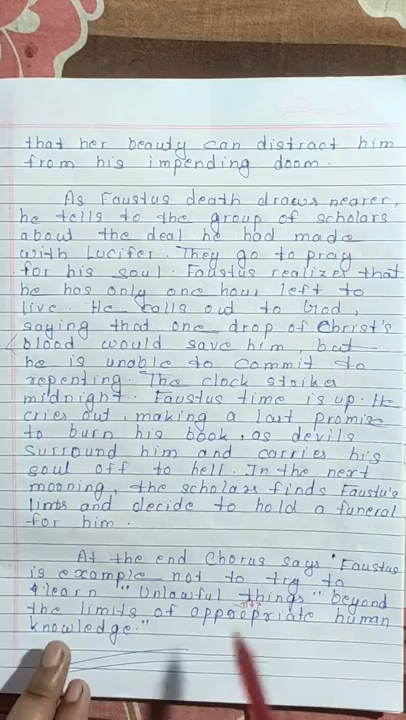 that her beauty can distract him
from his impending doom.
As Faustus death draws nearer,
he tells to the group of scholars
about the deal he had made
with Lucifer. They go to pray
for his soul. Faustus realizes that
he has only one hour left to
live. He calls out to God,
saying that one drop of Christ's
blood would save him, but
he is unable to commit to
repenting. The clock strikes
midnight. Faustus time is up. He
cries out, making a last promise
to burn his book, as devils
surround him and carries his
soul off to hell. In the next
mooning, the scholars finds Faustu's
limbs and decide to hold a funeral
for him.
At the end Chorus says "Faustus
is example not to try to
learn "Unlawful things" beyond
the limits of appropriate human
knowledge."